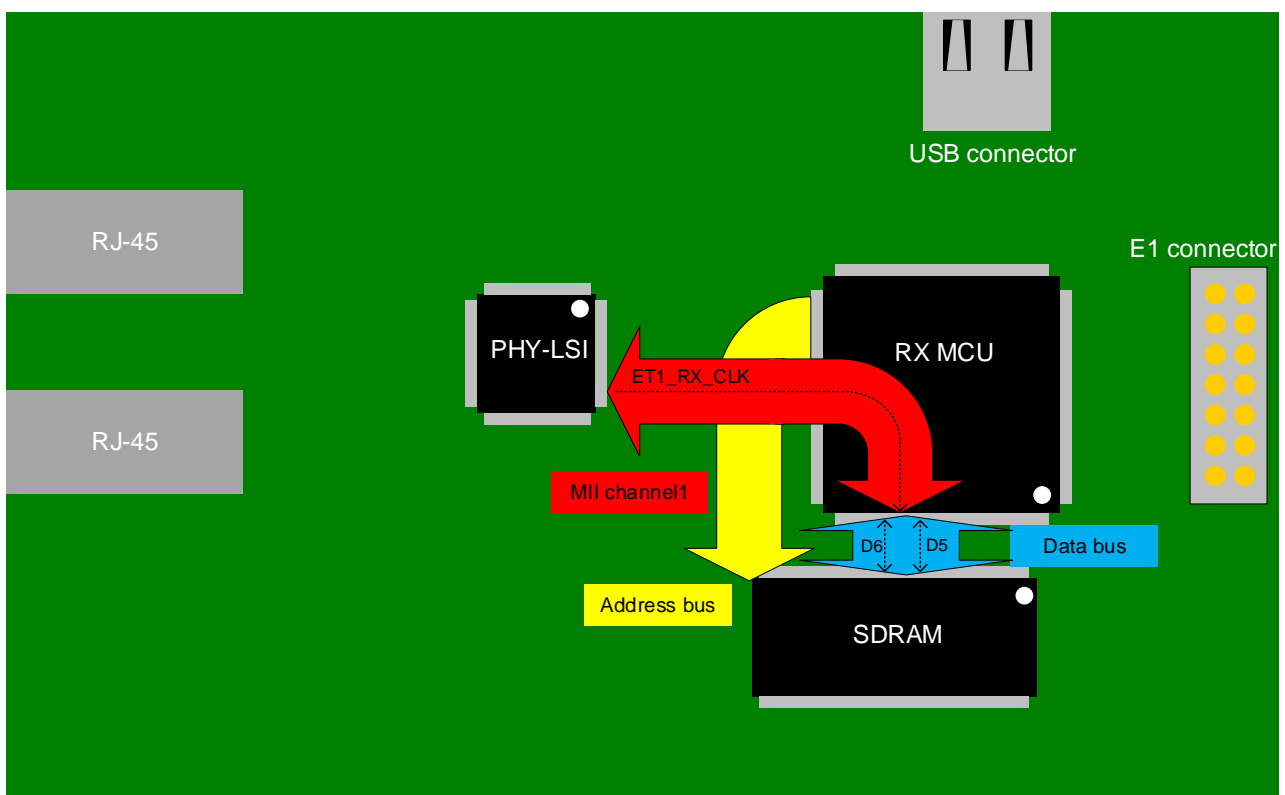 USB connector
RJ-45
E1 connector
PHY-LSI
RX MCU
ET1_RX_CLK
RJ-45
MII channel1
D6
D5
Data bus
Address bus
SDRAM